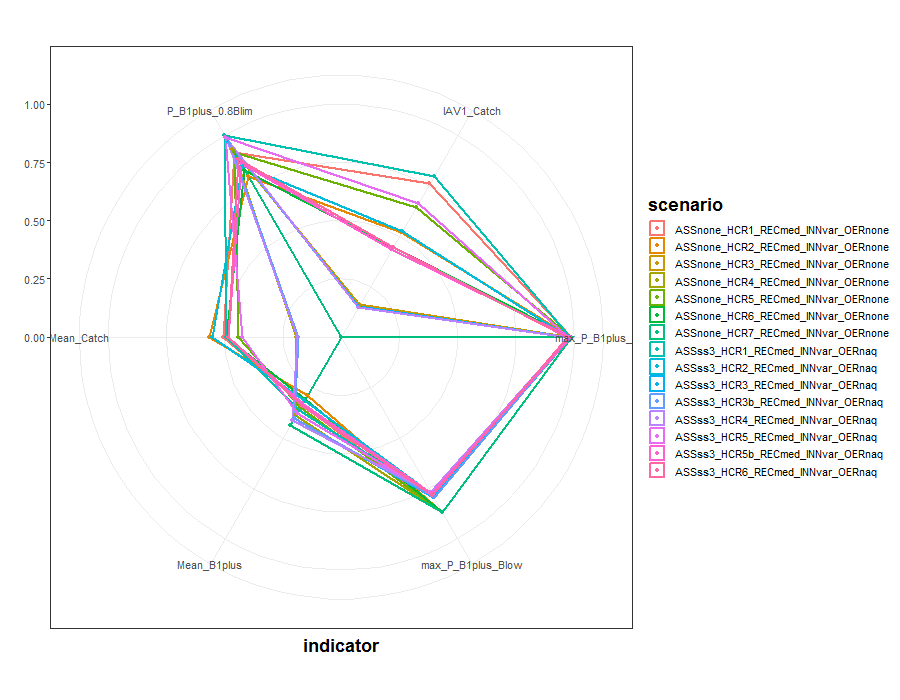 P_B1plus_0.8Blim
IAV1_Catch
1.00
0.75
0.50
0.25
0.00
Mean_Catch
max_P_B1plus_
Mean_B1plus
max_P_B1plus_Blow
indicator
scenario
ASSnone_HCR1_RECmed_INNvar_OERnone
ASSnone_HCR2_RECmed_INNvar_OERnone
ASSnone_HCR3_RECmed_INNvar_OERnone
ASSnone_HCR4_RECmed_INNvar_OERnone
ASSnone_HCR5_RECmed_INNvar_OERnone
ASSnone_HCR6_RECmed_INNvar_OERnone
ASSnone_HCR7_RECmed_INNvar_OERnone
ASSss3_HCR1_RECmed_INNvar_OERnaq
ASSss3_HCR2_RECmed_INNvar_OERnaq
ASSss3_HCR3_RECmed_INNvar_OERnaq
ASSss3_HCR3b_RECmed_INNvar_OERnaq
ASSss3_HCR4_RECmed_INNvar_OERnaq
ASSss3_HCR5_RECmed_INNvar_OERnaq
ASSss3_HCR5b_RECmed_INNvar_OERnaq
ASSss3_HCR6_RECmed_INNvar_OERnaq